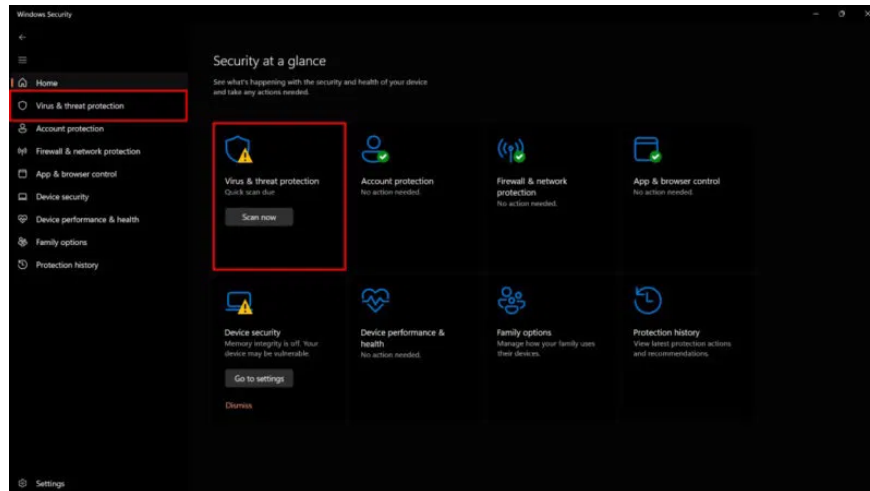 Windows Security
Home
Virus & threat protection
Account protection
Firewall & network protection
App & browser control
Device security
Device performance & health
Family options
Protection history
Settings
Security at a glance
See what's happening with the security and health of your device
and take any actions needed.
Virus & threat protection
Quick scan due
Scan now
Account protection
No action needed.
Firewall & network
protection
No action needed.
App & browser control
No action needed.
Device security
Memory integrity is off. Your
device may be vulnerable.
Go to settings
Dismiss
Device performance &
health
No action needed.
Family options
Manage how your family uses
their devices.
Protection history
View latest protection actions
and recommendations.